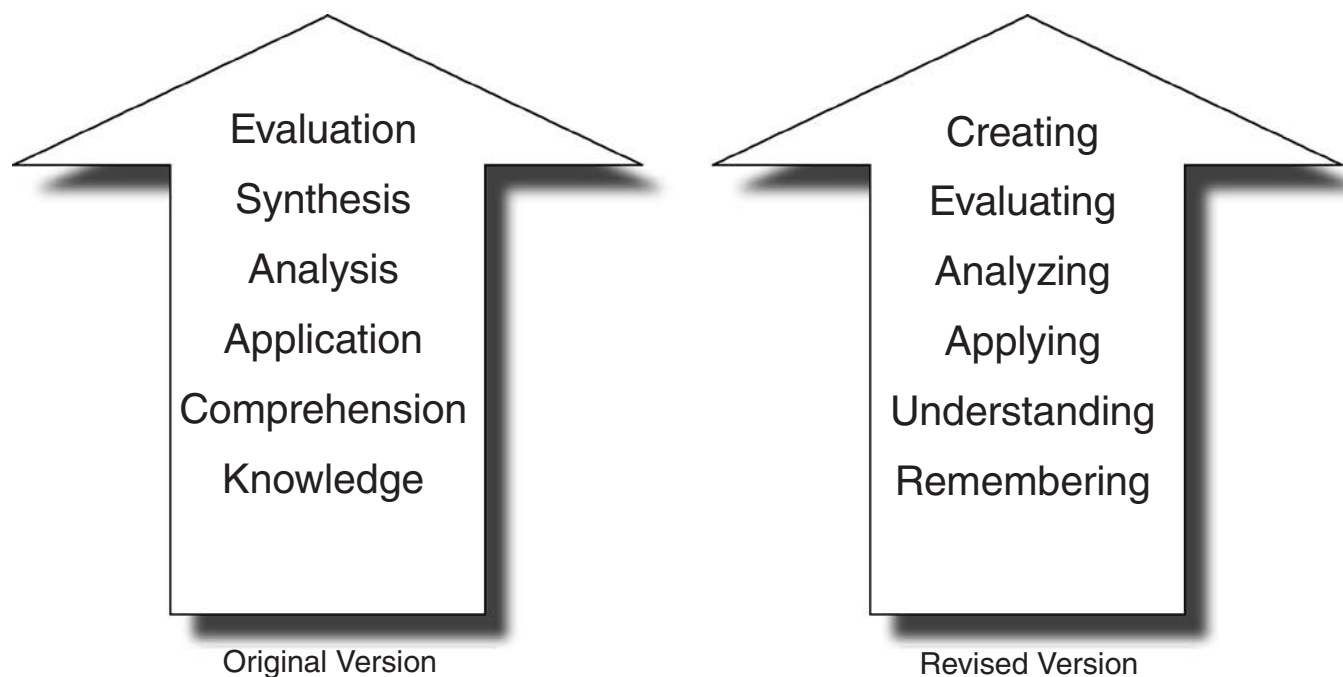 Evaluation
Synthesis
Analysis
Application
Comprehension
Knowledge
Original Version
Creating
Evaluating
Analyzing
Applying
Understanding
Remembering
Revised Version